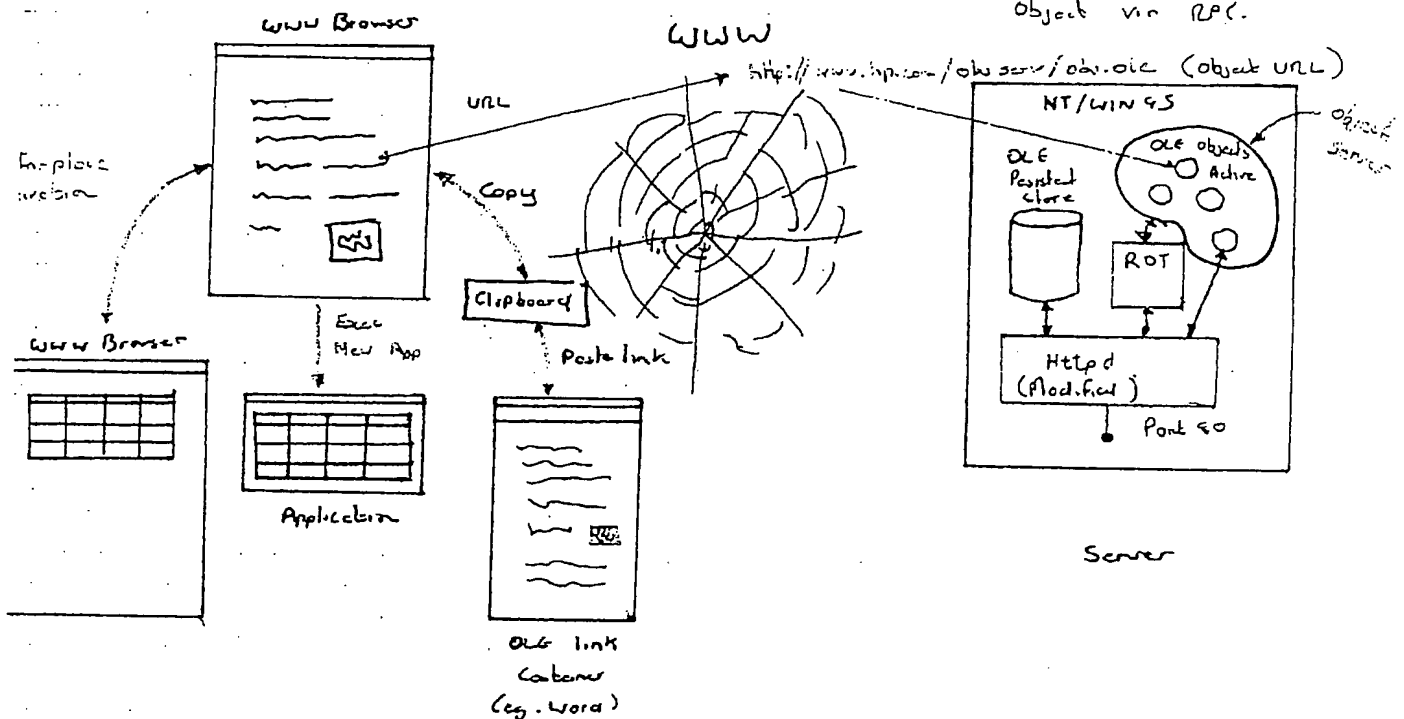 Object via RPC.
WWW Browser
WWW
http://www.hp.com/objserv/obj.ole (Object URL)
URL
NT/WIN 95
Object
Server
OLE Objects
Active
OLE
Persistent
Store
In-place
Copy
ROT
Clipboard
Exec
New App
WWW Browser
Paste link
Httpd
(Modified)
Port 80
Application
Server
OLE link
Container
(eg. Word)